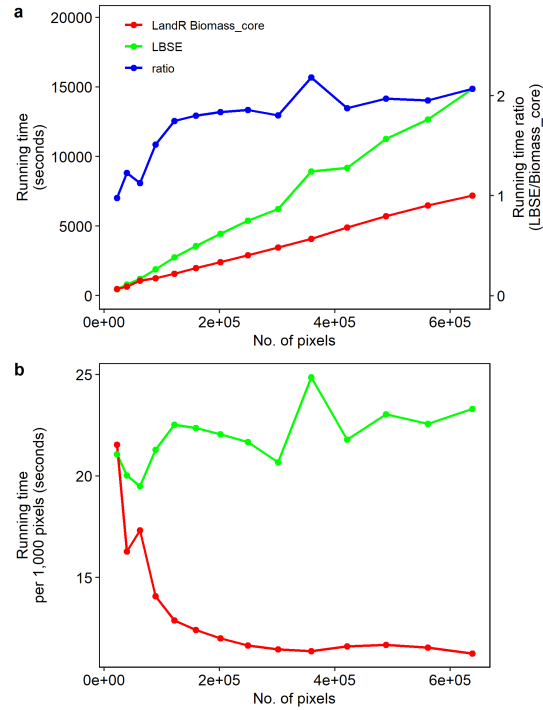 a
20000
15000
10000
5000
0
Running time
(seconds)
LandR Biomass_core
LBSE
ratio
2
1
0
Running time ratio
(LBSE/Biomass_core)
0e+00
2e+05
4e+05
6e+05
No. of pixels
b
25
20
15
Running time
per 1,000 pixels (seconds)
0e+00
2e+05
4e+05
6e+05
No. of pixels